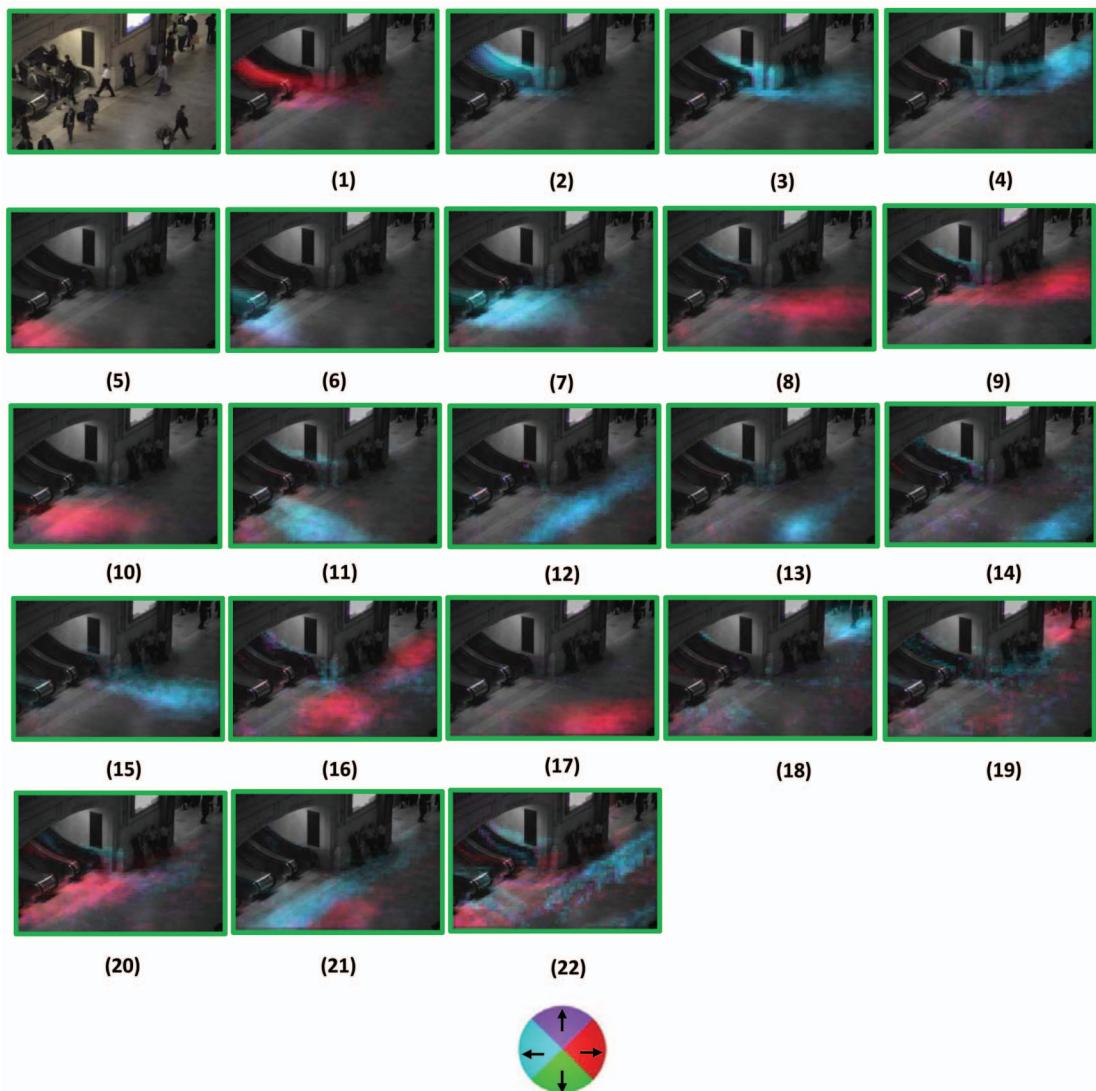 (1) (2) (3) (4)
(5) (6) (7) (8) (9)
(10) (11) (12) (13) (14)
(15) (16) (17) (18) (19)
(20) (21) (22)